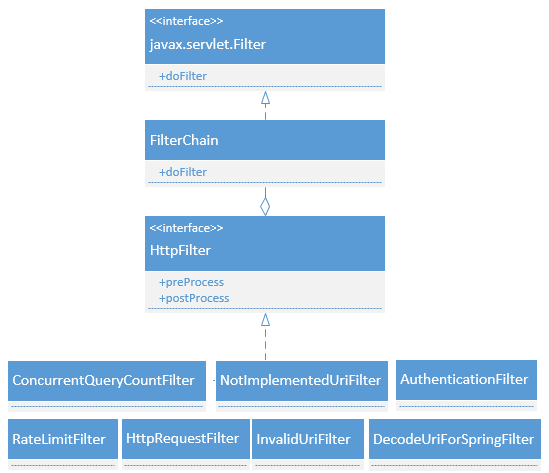 <<interface>>
javax.servlet.Filter
+doFilter
FilterChain
+doFilter
<<interface>>
HttpFilter
+preProcess
+postProcess
ConcurrentQueryCountFilter
NotImplementedUriFilter
AuthenticationFilter
RateLimitFilter
HttpRequestFilter
InvalidUriFilter
DecodeUriForSpringFilter